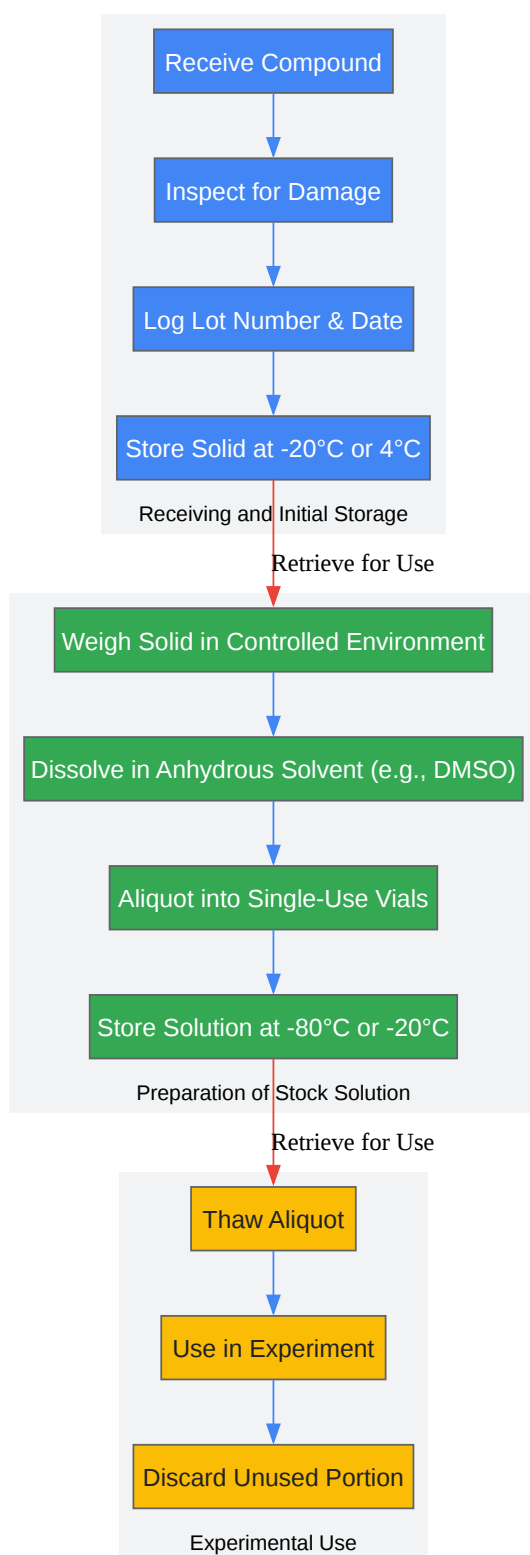 Receive Compound
Inspect for Damage
Log Lot Number & Date
Store Solid at -20°C or 4°C
Receiving and Initial Storage
Retrieve for Use
Weigh Solid in Controlled Environment
Dissolve in Anhydrous Solvent (e.g., DMSO)
Aliquot into Single-Use Vials
Store Solution at -80°C or -20°C
Preparation of Stock Solution
Retrieve for Use
Thaw Aliquot
Use in Experiment
Discard Unused Portion
Experimental Use